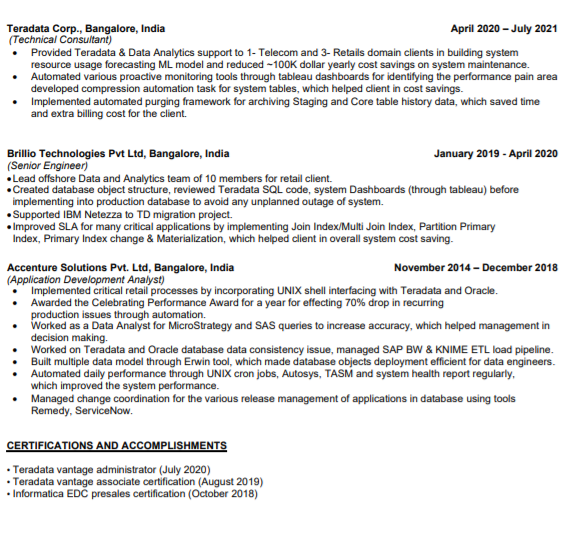 Teradata Corp., Bangalore, India April 2020 – July 2021
(Technical Consultant)
• Provided Teradata & Data Analytics support to 1- Telecom and 3- Retails domain clients in building system
resource usage forecasting ML model and reduced ~100K dollar yearly cost savings on system maintenance.
• Automated various proactive monitoring tools through tableau dashboards for identifying the performance pain area
developed compression automation task for system tables, which helped client in cost savings.
• Implemented automated purging framework for archiving Staging and Core table history data, which saved time
and extra billing cost for the client.
Brillio Technologies Pvt Ltd, Bangalore, India January 2019 - April 2020
(Senior Engineer)
• Lead offshore Data and Analytics team of 10 members for retail client.
• Created database object structure, reviewed Teradata SQL code, system Dashboards (through tableau) before
implementing into production database to avoid any unplanned outage of system.
• Supported IBM Netezza to TD migration project.
• Improved SLA for many critical applications by implementing Join Index/Multi Join Index, Partition Primary
Index, Primary Index change & Materialization, which helped client in overall system cost saving.
Accenture Solutions Pvt. Ltd, Bangalore, India November 2014 – December 2018
(Application Development Analyst)
• Implemented critical retail processes by incorporating UNIX shell interfacing with Teradata and Oracle.
• Awarded the Celebrating Performance Award for a year for effecting 70% drop in recurring
production issues through automation.
• Worked as a Data Analyst for MicroStrategy and SAS queries to increase accuracy, which helped management in
decision making.
• Worked on Teradata and Oracle database data consistency issue, managed SAP BW & KNIME ETL load pipeline.
• Built multiple data model through Erwin tool, which made database objects deployment efficient for data engineers.
• Automated daily performance through UNIX cron jobs, Autosys, TASM and system health report regularly,
which improved the system performance.
• Managed change coordination for the various release management of applications in database using tools
Remedy, ServiceNow.
CERTIFICATIONS AND ACCOMPLISHMENTS
• Teradata vantage administrator (July 2020)
• Teradata vantage associate certification (August 2019)
• Informatica EDC presales certification (October 2018)